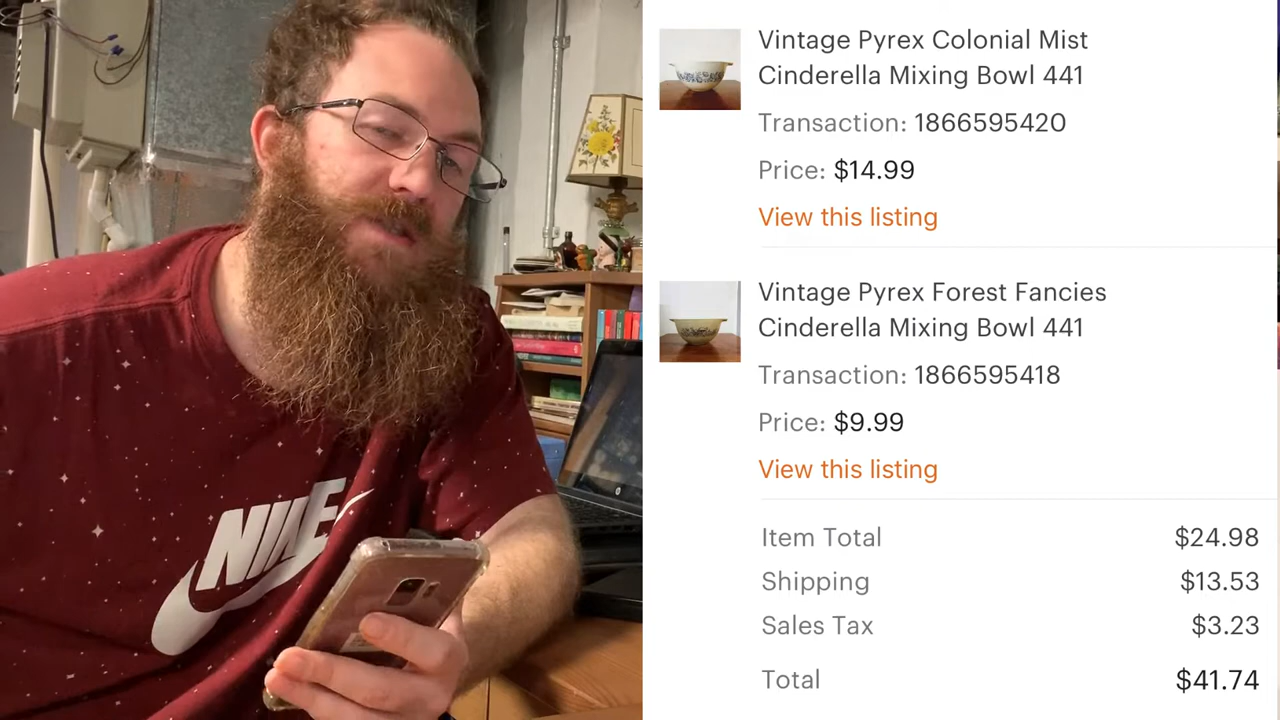 NIKE
Vintage Pyrex Colonial Mist
Cinderella Mixing Bowl 441
Transaction: 1866595420
Price: $14.99
View this listing
Vintage Pyrex Forest Fancies
Cinderella Mixing Bowl 441
Transaction: 1866595418
Price: $9.99
View this listing
Item Total $24.98
Shipping $13.53
Sales Tax $3.23
Total $41.74